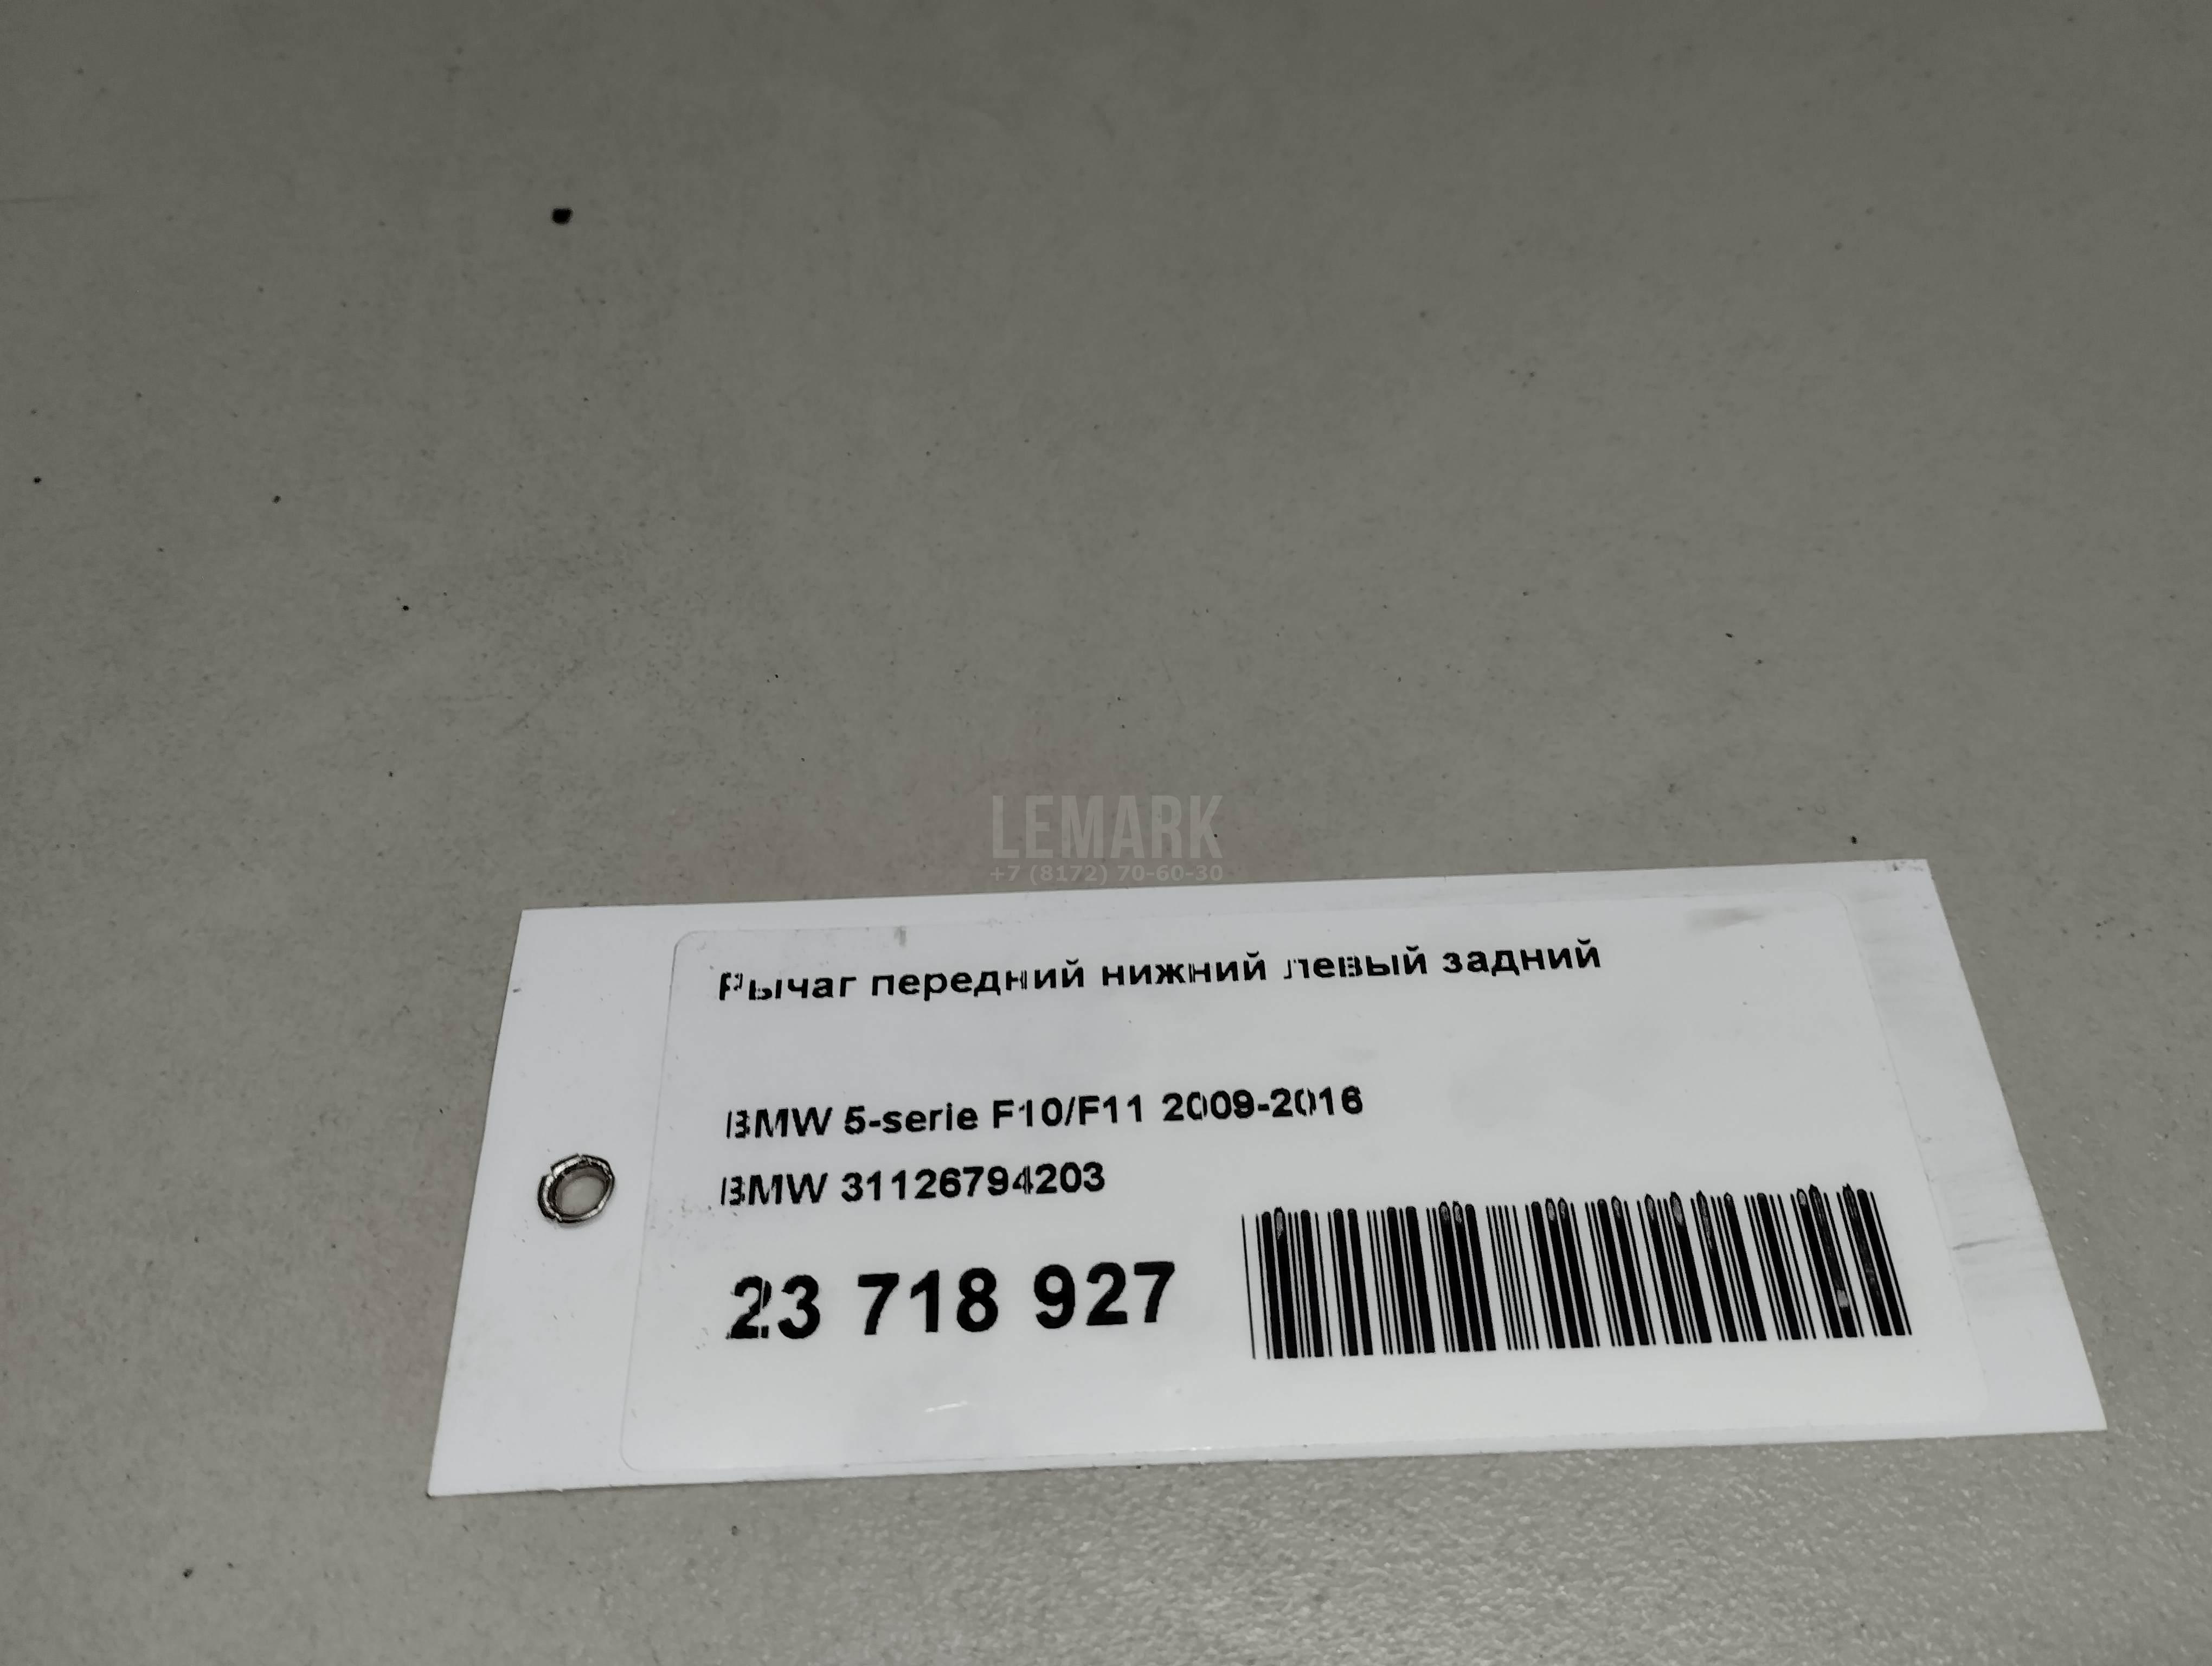 LEMARK
+7 (8172) 70-60-30
Рычаг передний нижний левый задний
BMW 5-serie F10/F11 2009-2016
BMW 31126794203
23 718 927